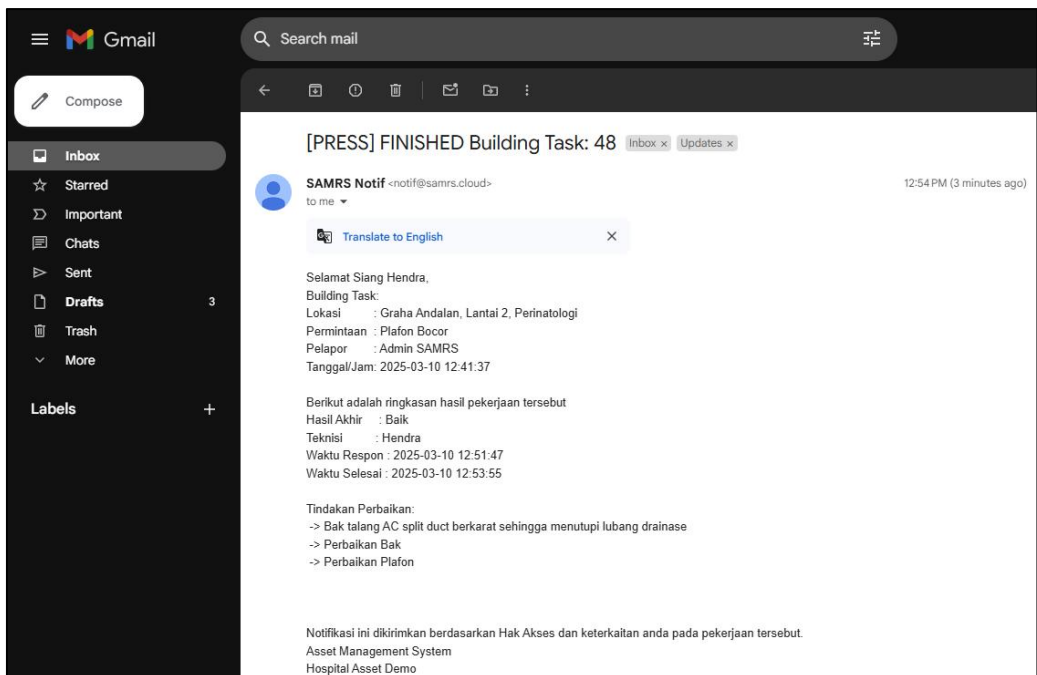 Gmail
Search mail
Compose
Inbox
Starred
Important
Chats
Sent
Drafts 3
Trash
More
Labels +
[PRESS] FINISHED Building Task: 48 Inbox x Updates x
SAMRS Notif <notif@samrs.cloud> 12:54 PM (3 minutes ago)
to me
Translate to English
Selamat Siang Hendra,
Building Task:
Lokasi : Graha Andalan, Lantai 2, Perinatologi
Permintaan : Plafon Bocor
Pelapor : Admin SAMRS
Tanggal/Jam: 2025-03-10 12:41:37
Berikut adalah ringkasan hasil pekerjaan tersebut
Hasil Akhir : Baik
Teknisi : Hendra
Waktu Respon : 2025-03-10 12:51:47
Waktu Selesai : 2025-03-10 12:53:55
Tindakan Perbaikan:
-> Bak talang AC split duct berkarat sehingga menutupi lubang drainase
-> Perbaikan Bak
-> Perbaikan Plafon
Notifikasi ini dikirimkan berdasarkan Hak Akses dan keterkaitan anda pada pekerjaan tersebut.
Asset Management System
Hospital Asset Demo